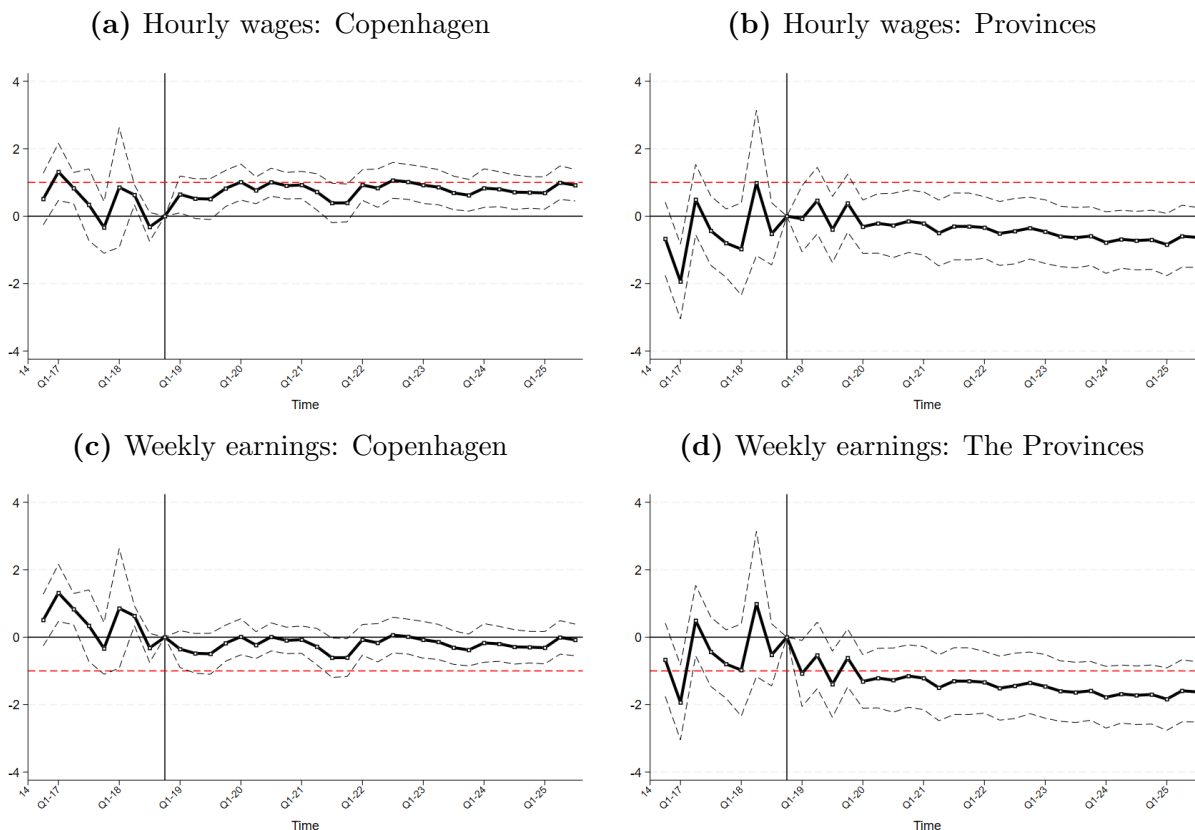 (a) Hourly wages: Copenhagen
4
2
0
-2
-4
14
Q1-17
Q1-18
Q1-19
Q1-20
Q1-21
Q1-22
Q1-23
Q1-24
Q1-25
Time
(b) Hourly wages: Provinces
4
2
0
-2
-4
14
Q1-17
Q1-18
Q1-19
Q1-20
Q1-21
Q1-22
Q1-23
Q1-24
Q1-25
Time
(c) Weekly earnings: Copenhagen
4
2
0
-2
-4
14
Q1-17
Q1-18
Q1-19
Q1-20
Q1-21
Q1-22
Q1-23
Q1-24
Q1-25
Time
(d) Weekly earnings: The Provinces
4
2
0
-2
-4
14
Q1-17
Q1-18
Q1-19
Q1-20
Q1-21
Q1-22
Q1-23
Q1-24
Q1-25
Time